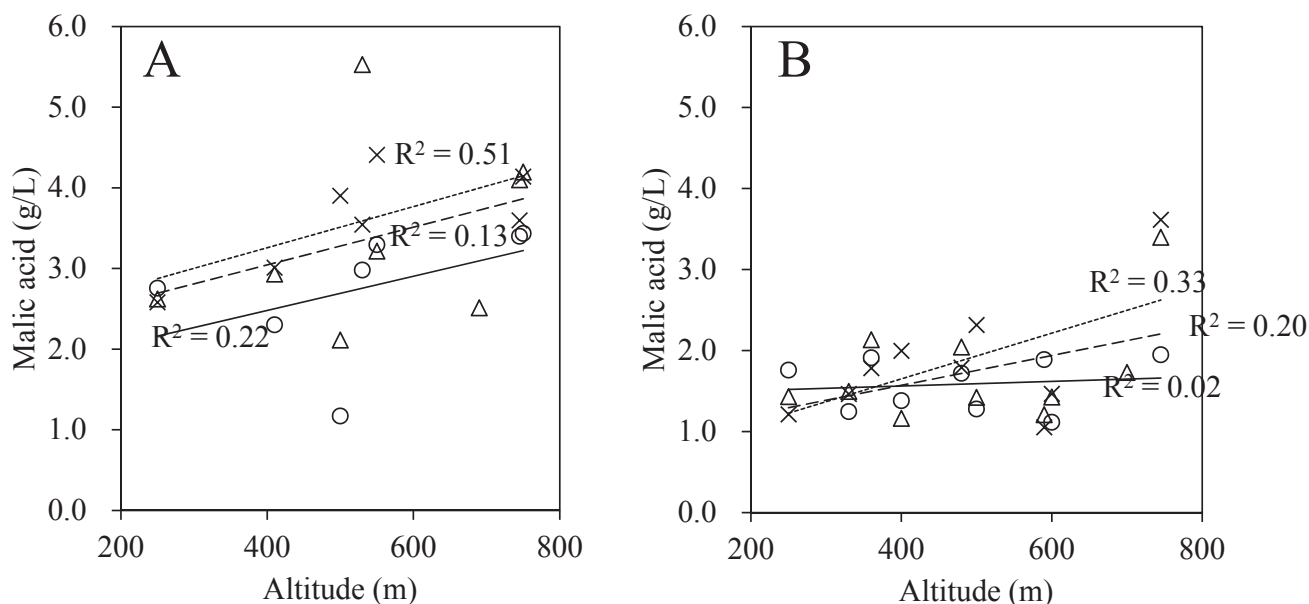 A
6.0
5.0
4.0
3.0
2.0
1.0
0.0
Malic acid (g/L)
R² = 0.51
R² = 0.13
R² = 0.22
200 400 600 800
Altitude (m)
B
6.0
5.0
4.0
3.0
2.0
1.0
0.0
Malic acid (g/L)
R² = 0.33
R² = 0.20
R² = 0.02
200 400 600 800
Altitude (m)